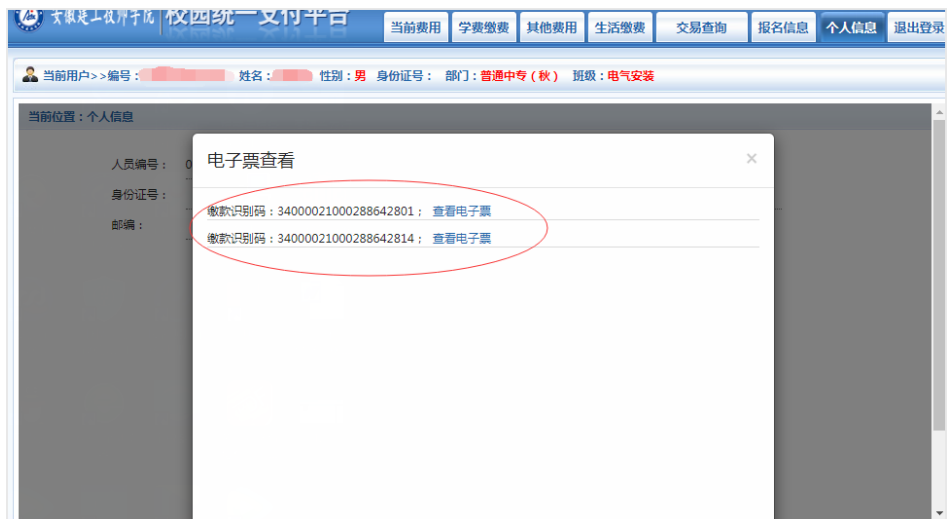 安徽建工技师学院 校园统一支付平台
当前费用 学费缴费 其他费用 生活缴费 交易查询 报名信息 个人信息 退出登录
当前用户>>编号： 姓名： 性别：男 身份证号： 部门：普通中专（秋） 班级：电气安装
当前位置：个人信息
电子票查看 ×
人员编号： 0
身份证号：
缴款识别码：34000021000288642801； 查看电子票
邮编：
缴款识别码：34000021000288642814； 查看电子票